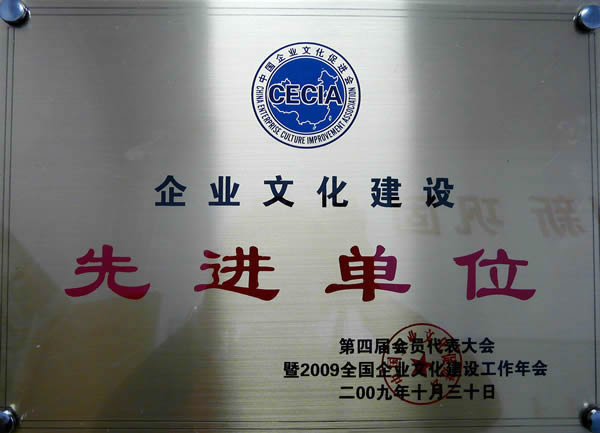 中国企业文化促进会
CECIA
CHINA ENTERPRISE CULTURE IMPROVEMENT ASSOCIATION
企业文化建设
先进单位
第四届会员代表大会
暨2009全国企业文化建设工作年会
二00九年十月三十日